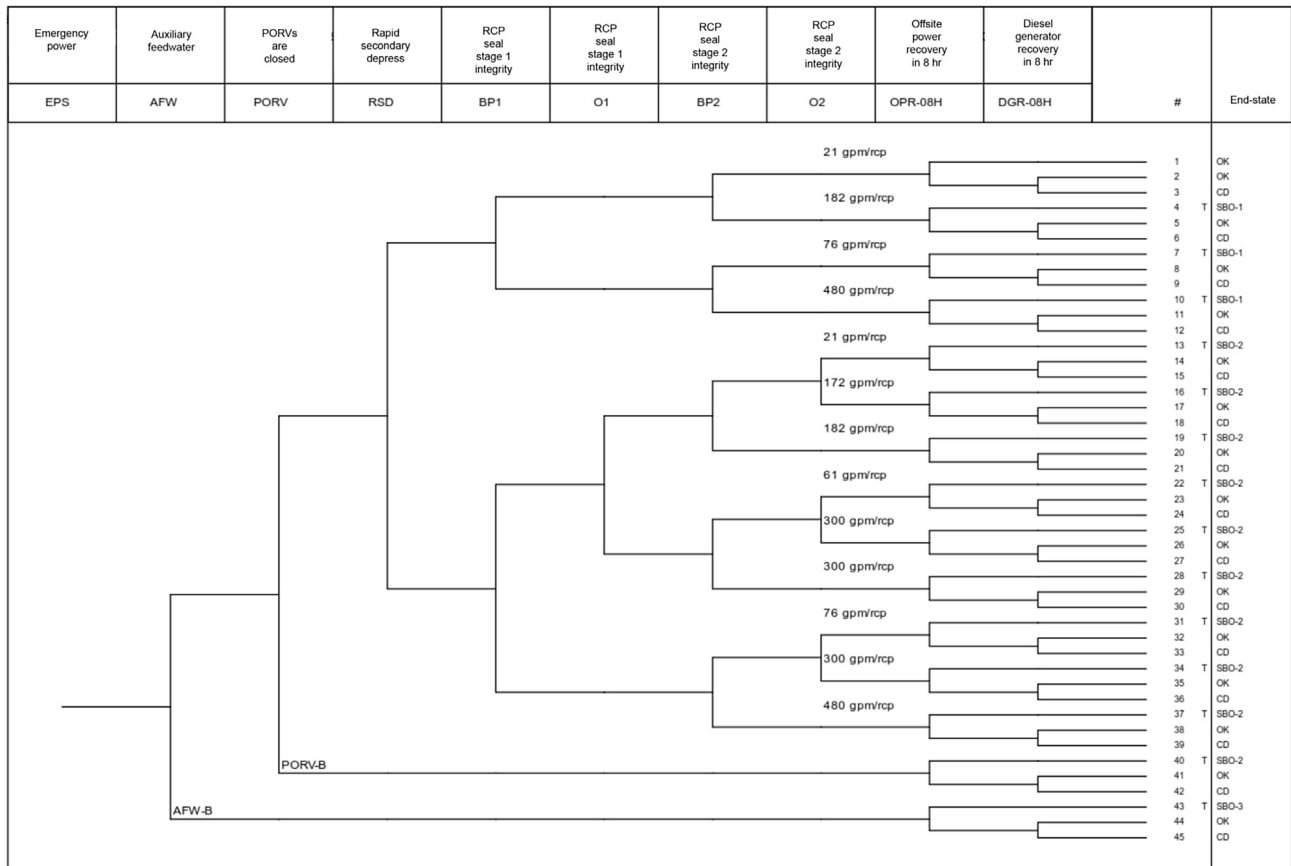 Emergency power
Auxiliary feedwater
PORVs are closed
Rapid secondary depress
RCP seal stage 1 integrity
RCP seal stage 1 integrity
RCP seal stage 2 integrity
RCP seal stage 2 integrity
Offsite power recovery in 8 hr
Diesel generator recovery in 8 hr
EPS AFW PORV RSD BP1 O1 BP2 O2 OPR-08H DGR-08H # End-state
21 gpm/rcp
1 OK
2 OK
3 CD
182 gpm/rcp
4 T SBO-1
5 OK
6 CD
76 gpm/rcp
7 T SBO-1
8 OK
9 CD
480 gpm/rcp
10 T SBO-1
11 OK
12 CD
21 gpm/rcp
13 T SBO-2
14 OK
15 CD
172 gpm/rcp
16 T SBO-2
17 OK
18 CD
182 gpm/rcp
19 T SBO-2
20 OK
21 CD
61 gpm/rcp
22 T SBO-2
23 OK
24 CD
300 gpm/rcp
25 T SBO-2
26 OK
27 CD
300 gpm/rcp
28 T SBO-2
29 OK
30 CD
76 gpm/rcp
31 T SBO-2
32 OK
33 CD
300 gpm/rcp
34 T SBO-2
35 OK
36 CD
480 gpm/rcp
37 T SBO-2
38 OK
39 CD
PORV-B
40 T SBO-2
41 OK
42 CD
AFW-B
43 T SBO-3
44 OK
45 CD